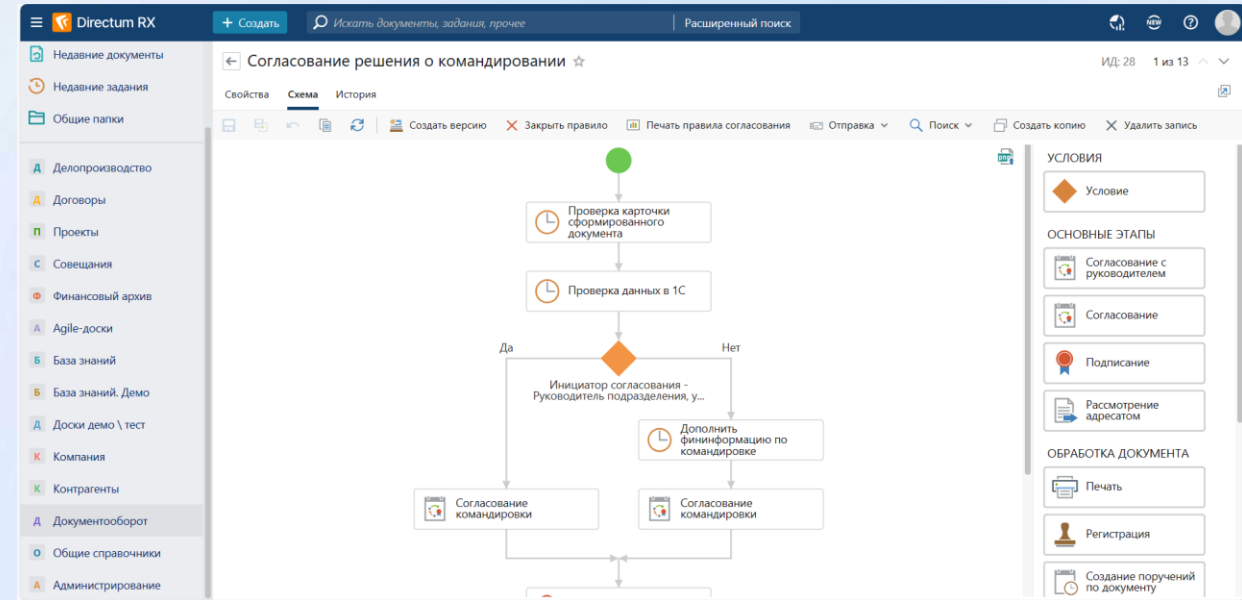 Directum RX
+ Создать
Искать документы, задания, прочее
Расширенный поиск
NEW
Недавние документы
Недавние задания
Общие папки
Д Делопроизводство
Д Договоры
П Проекты
С Совещания
Ф Финансовый архив
A Agile-доски
Б База знаний
Б База знаний. Демо
Д Доски демо \ тест
К Компания
К Контрагенты
Д Документооборот
О Общие справочники
А Администрирование
Согласование решения о командировании
ИД: 28 1 из 13
Свойства Схема История
Создать версию Закрыть правило Печать правила согласования Отправка Поиск Создать копию Удалить запись
Проверка карточки
сформированного
документа
Проверка данных в 1С
Да
Нет
Инициатор согласования -
Руководитель подразделения, у...
Дополнить
фининформацию по
командировке
Согласование
командировки
Согласование
командировки
УСЛОВИЯ
Условие
ОСНОВНЫЕ ЭТАПЫ
Согласование с
руководителем
Согласование
Подписание
Рассмотрение
адресатом
ОБРАБОТКА ДОКУМЕНТА
Печать
Регистрация
Создание поручений
по документу